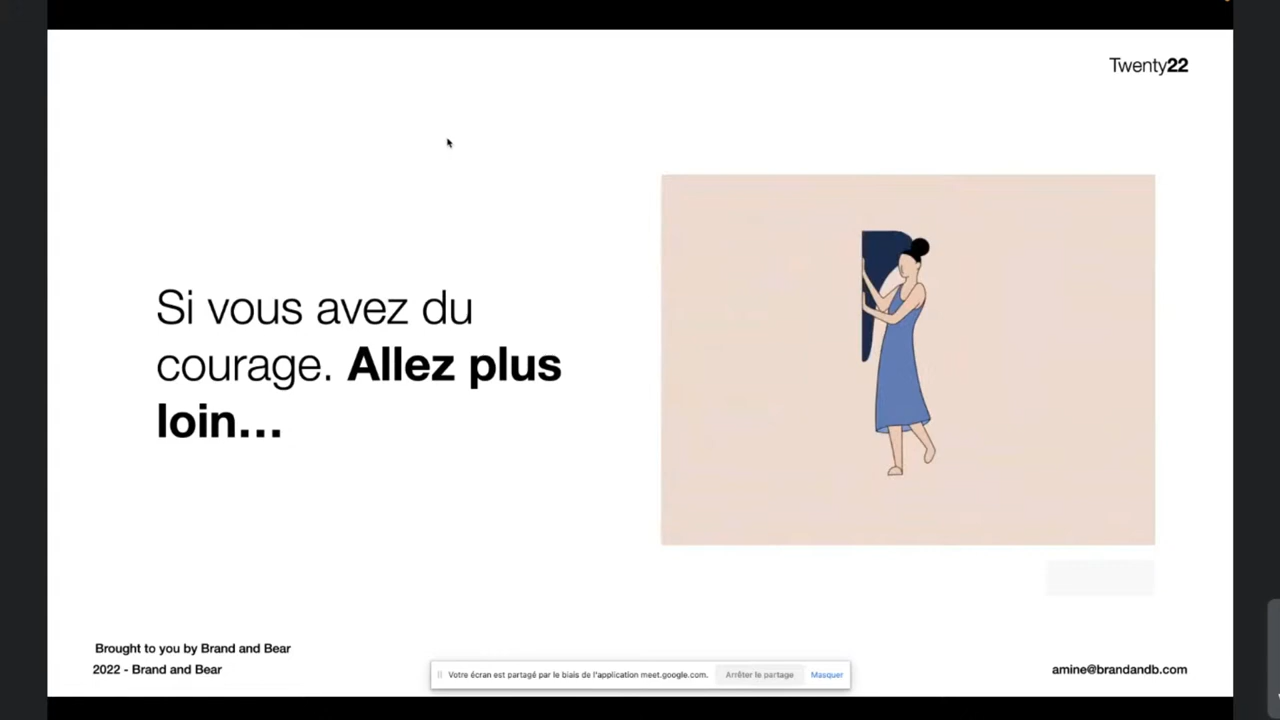 Twenty22
Si vous avez du
courage. Allez plus
loin...
Brought to you by Brand and Bear
2022 - Brand and Bear
Votre écran est partagé par le biais de l'application meet.google.com.
Arrêter le partage
Masquer
amine@brandandb.com